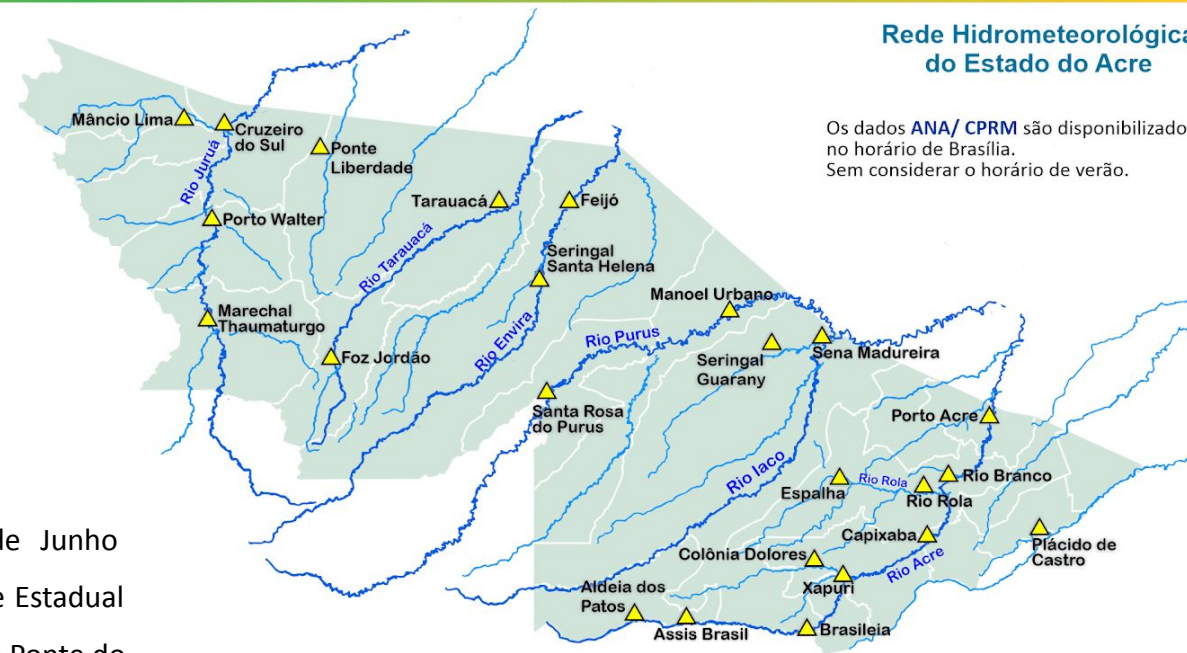 Rede Hidrometeorológica
do Estado do Acre
Os dados ANA/ CPRM são disponibilizado
no horário de Brasília.
Sem considerar o horário de verão.
Mâncio Lima
Cruzeiro
do Sul
Ponte
Liberdade
Rio Juruá
Tarauacá
Feijó
Porto Walter
Rio Tarauacá
Seringal
Santa Helena
Manoel Urbano
Marechal
Thaumaturgo
Rio Envira
Rio Purus
Foz Jordão
Seringal
Guarany
Sena Madureira
Santa Rosa
do Purus
Porto Acre
Rio Iaco
Espalha
Rio Rola
Rio Branco
Rio Rola
Capixaba
Plácido de
Castro
Colônia Dolores
Rio Acre
Xapuri
Aldeia dos
Patos
Assis Brasil
Brasileia
de Junho
e Estadual
Ponte do